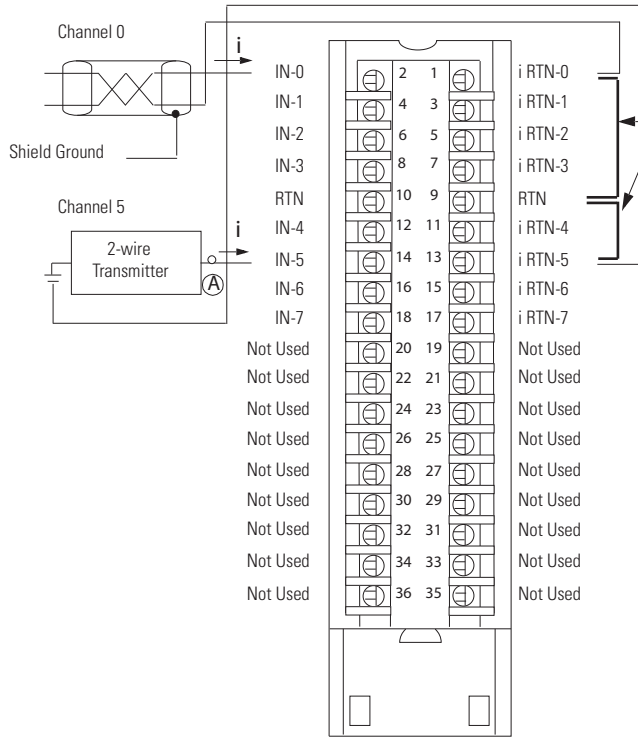 Channel 0
i
IN-0 2 1 i RTN-0
IN-1 4 3 i RTN-1
IN-2 6 5 i RTN-2
Shield Ground
IN-3 8 7 i RTN-3
RTN 10 9 RTN
Channel 5
i
IN-4 12 11 i RTN-4
2-wire
Transmitter
A
IN-5 14 13 i RTN-5
IN-6 16 15 i RTN-6
IN-7 18 17 i RTN-7
Not Used 20 19 Not Used
Not Used 22 21 Not Used
Not Used 24 23 Not Used
Not Used 26 25 Not Used
Not Used 28 27 Not Used
Not Used 30 29 Not Used
Not Used 32 31 Not Used
Not Used 34 33 Not Used
Not Used 36 35 Not Used